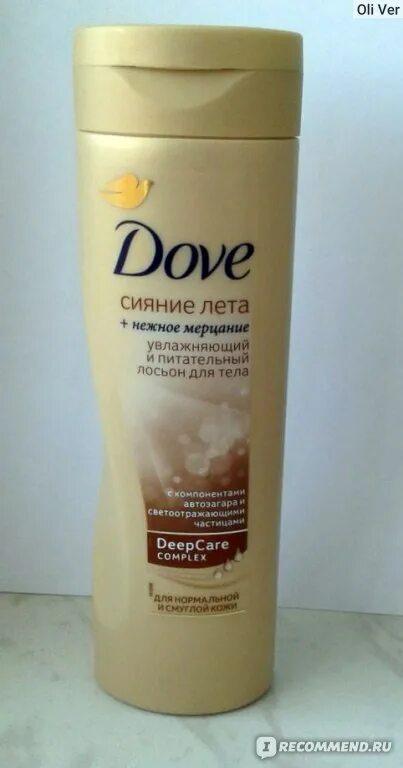 Oli Ver
Dove
сияние лета
+ нежное мерцание
увлажняющий
и питательный
лосьон для тела
с компонентами
автозагара и
светоотражающими
частицами
DeepCare
COMPLEX
ДЛЯ НОРМАЛЬНОЙ
И СМУГЛОЙ КОЖИ
IRECOMMEND.RU